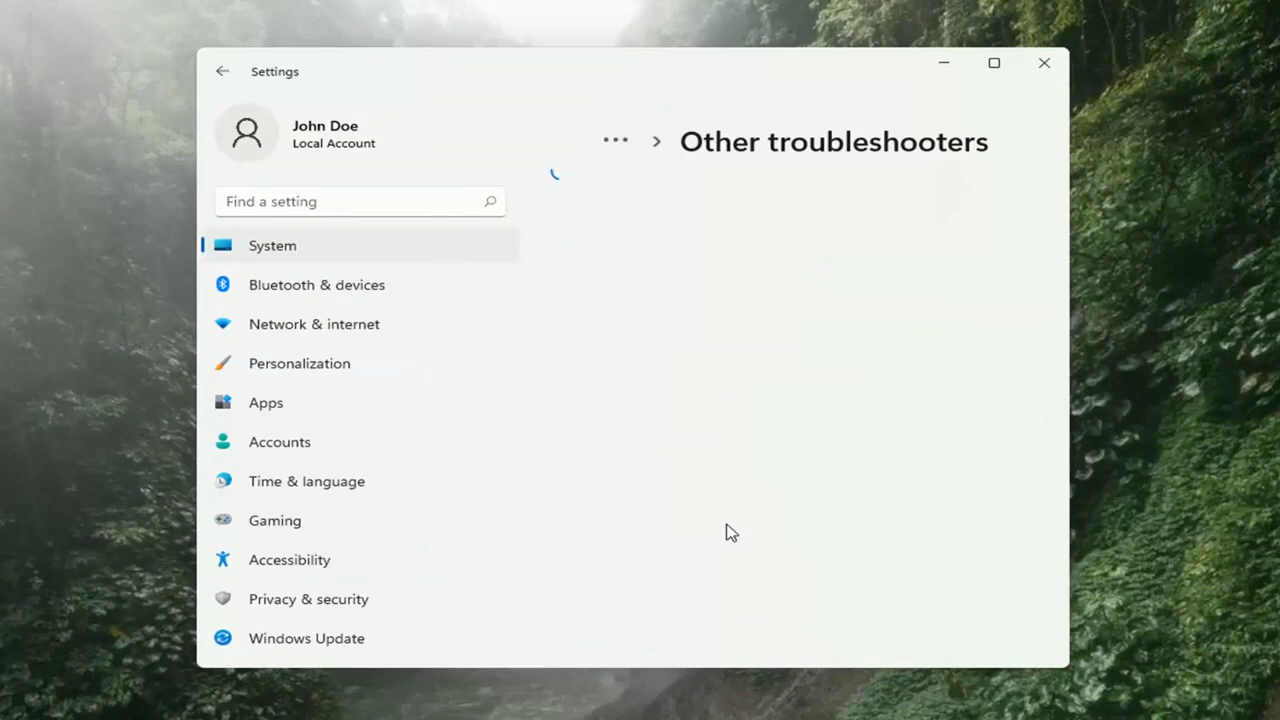 Settings
John Doe
Local Account
Find a setting
System
Bluetooth & devices
Network & internet
Personalization
Apps
Accounts
Time & language
Gaming
Accessibility
Privacy & security
Windows Update
... > Other troubleshooters